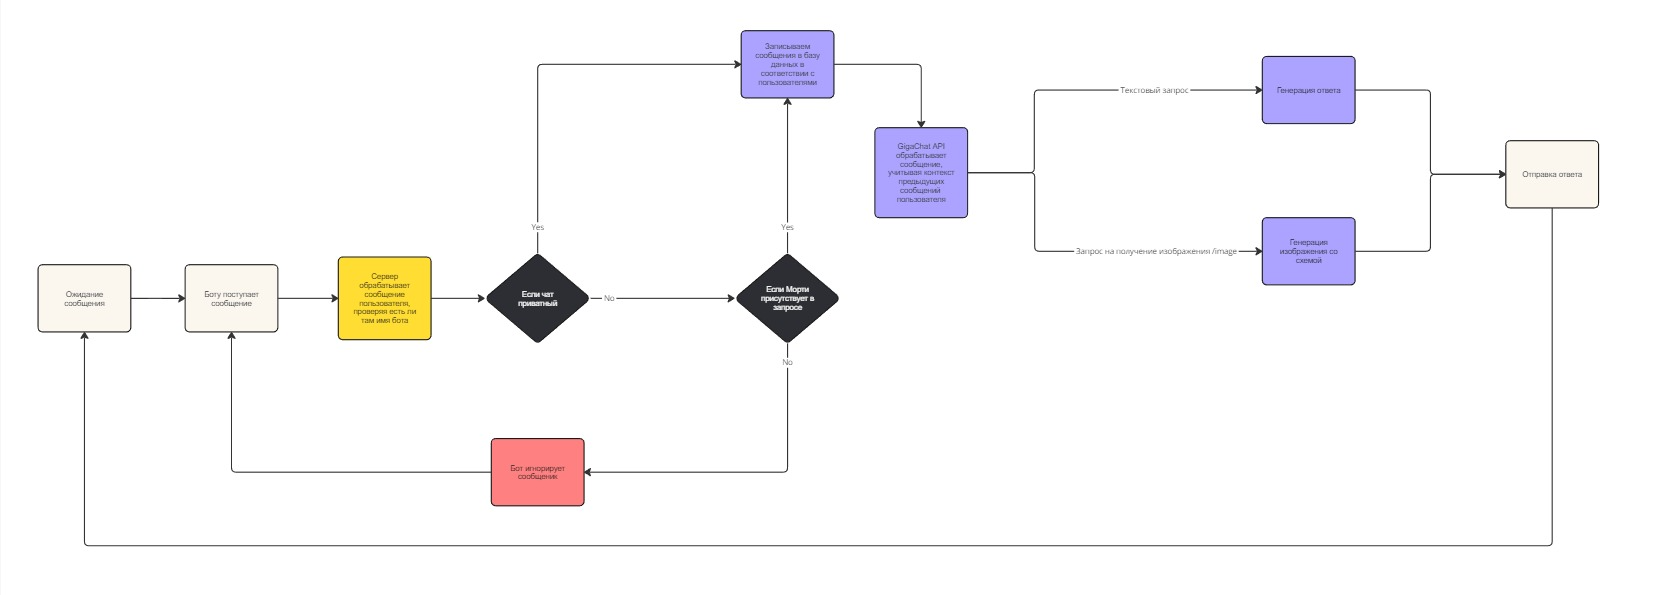 Ожидание
сообщения
Боту поступает
сообщение
Сервер
обрабатывает
сообщение
пользователя,
проверяя есть ли
там имя бота
Если чат
приватный
Yes
No
Если Морти
присутствует в
запросе
Yes
No
Бот игнорирует
сообщение
Записываем
сообщения в базу
данных в
соответствии с
пользователями
GigaChat API
обрабатывает
сообщение,
учитывая контекст
предыдущих
сообщений
пользователя
Текстовый запрос
Генерация ответа
Запрос на получение изображения /image
Генерация
изображения со
схемой
Отправка ответа